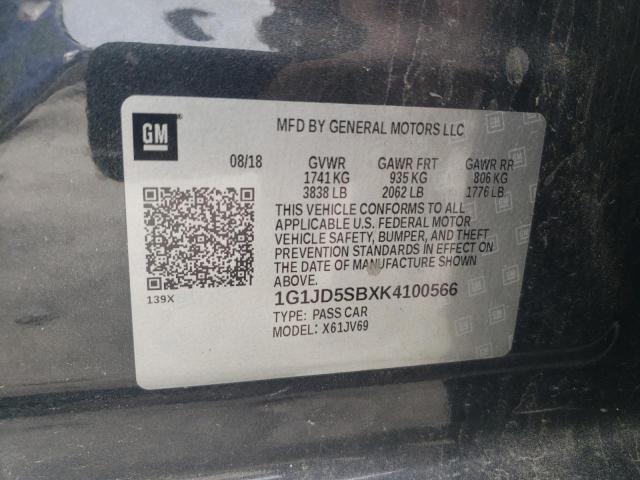 GM
MFD BY GENERAL MOTORS LLC
08/18 GVWR GAWR FRT GAWR RR
1741 KG 935 KG 806 KG
3838 LB 2062 LB 1776 LB
THIS VEHICLE CONFORMS TO ALL
APPLICABLE U.S. FEDERAL MOTOR
VEHICLE SAFETY, BUMPER, AND THEFT
PREVENTION STANDARDS IN EFFECT ON
THE DATE OF MANUFACTURE SHOWN
ABOVE.
139X
1G1JD5SBXK4100566
TYPE: PASS CAR
MODEL: X61JV69